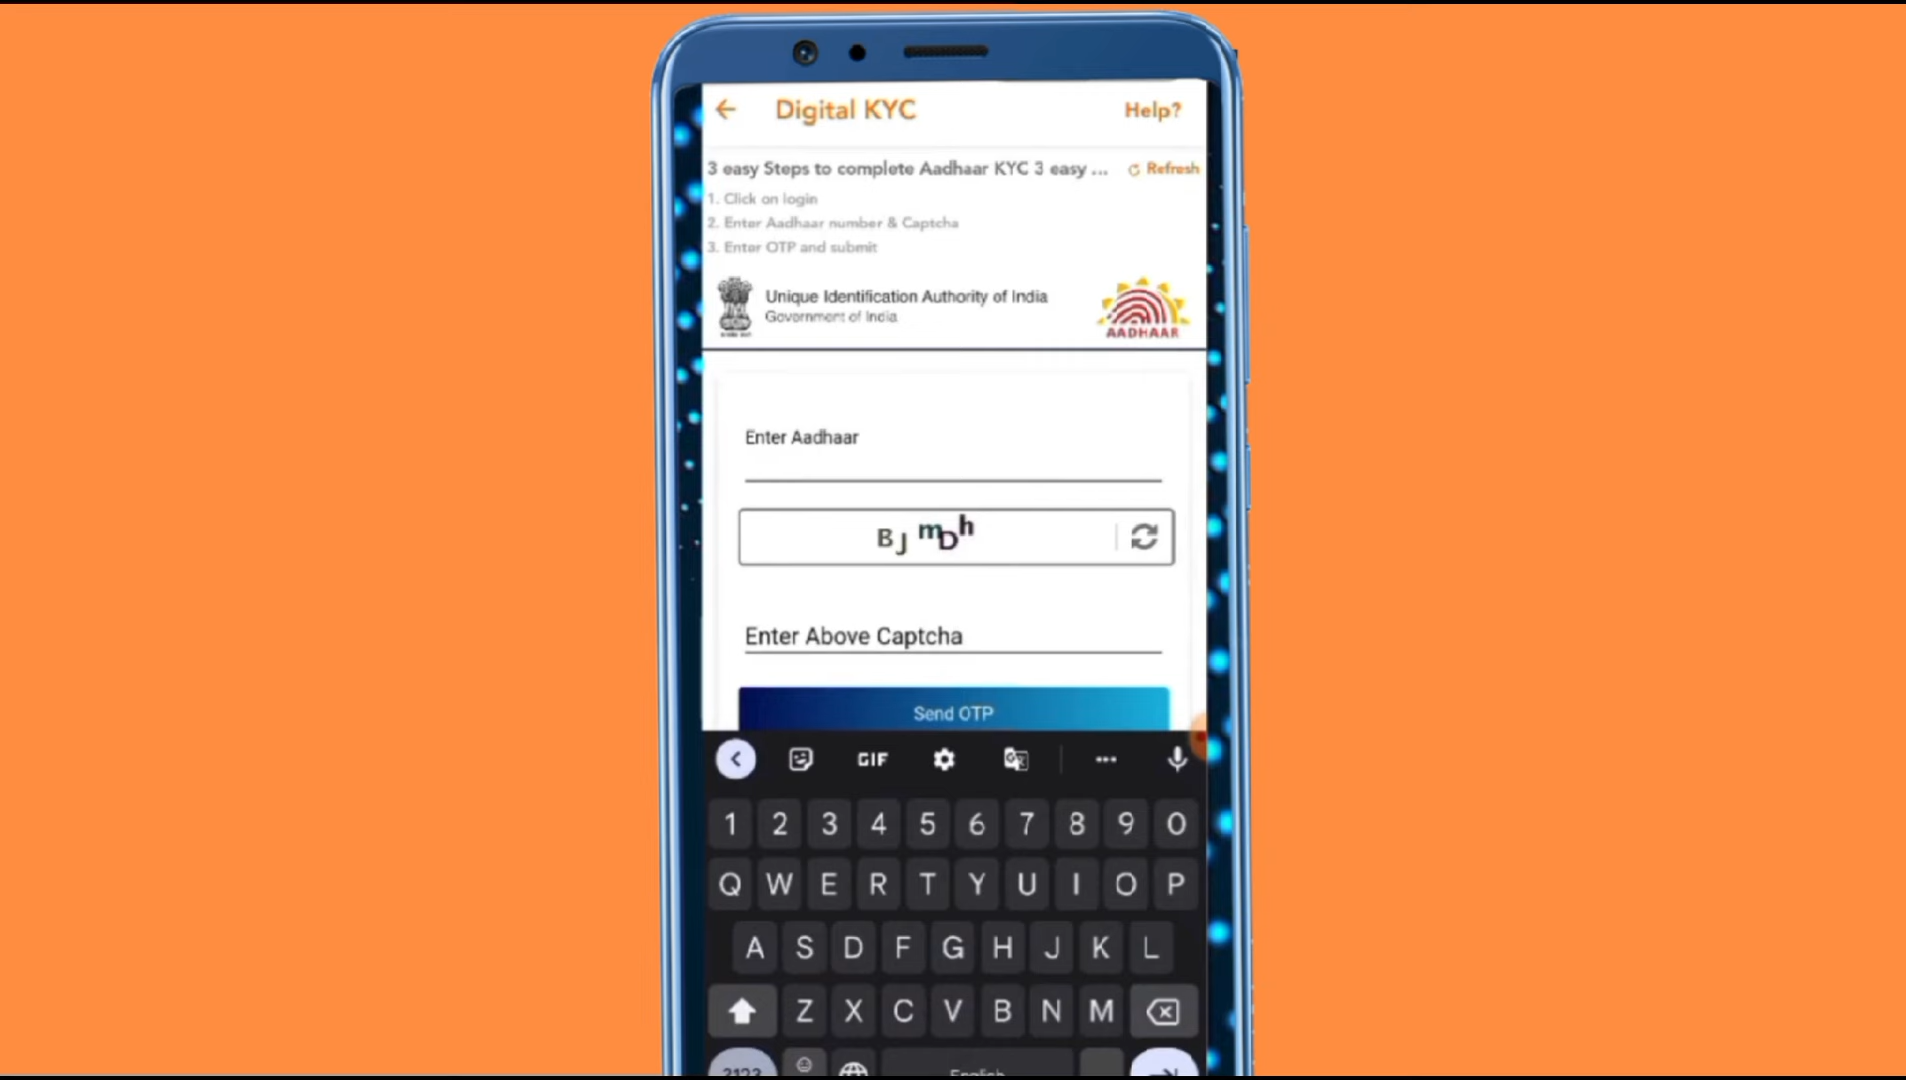 Digital KYC Help?
3 easy Steps to complete Aadhaar KYC 3 easy ... Refresh
1. Click on login
2. Enter Aadhaar number & Captcha
3. Enter OTP and submit
Unique Identification Authority of India
Government of India
AADHAAR
Enter Aadhaar
BJmDh
Enter Above Captcha
Send OTP
GIF
1 2 3 4 5 6 7 8 9 0
Q W E R T Y U I O P
A S D F G H J K L
Z X C V B N M
English